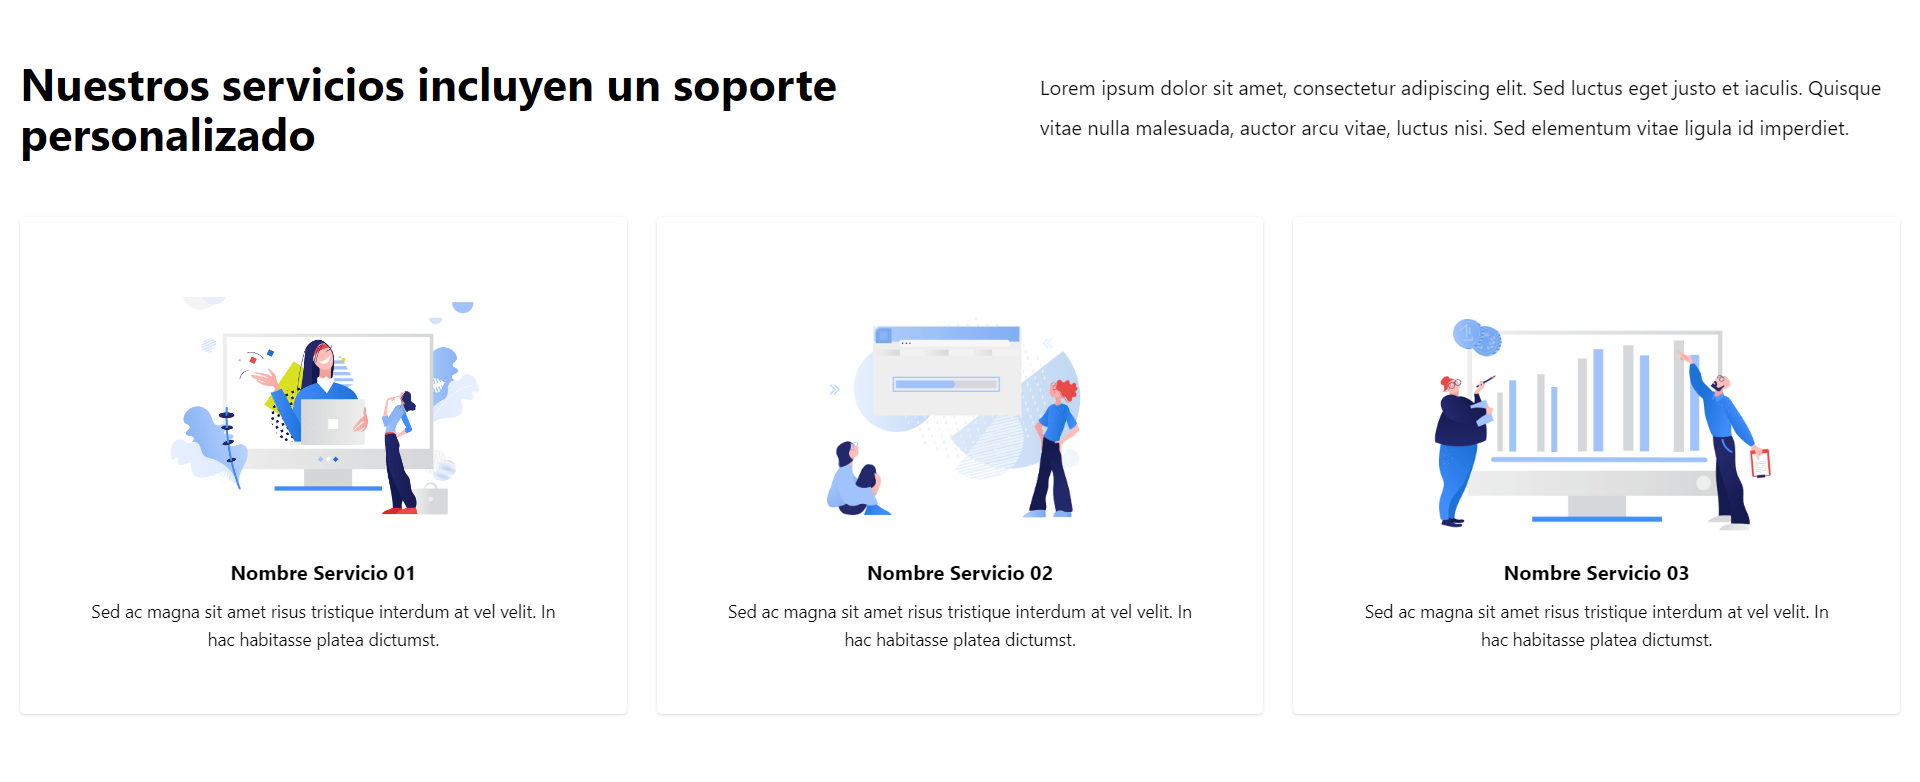 Nuestros servicios incluyen un soporte
personalizado
Lorem ipsum dolor sit amet, consectetur adipiscing elit. Sed luctus eget justo et iaculis. Quisque
vitae nulla malesuada, auctor arcu vitae, luctus nisi. Sed elementum vitae ligula id imperdiet.
Nombre Servicio 01
Sed ac magna sit amet risus tristique interdum at vel velit. In
hac habitasse platea dictumst.
Nombre Servicio 02
Sed ac magna sit amet risus tristique interdum at vel velit. In
hac habitasse platea dictumst.
Nombre Servicio 03
Sed ac magna sit amet risus tristique interdum at vel velit. In
hac habitasse platea dictumst.